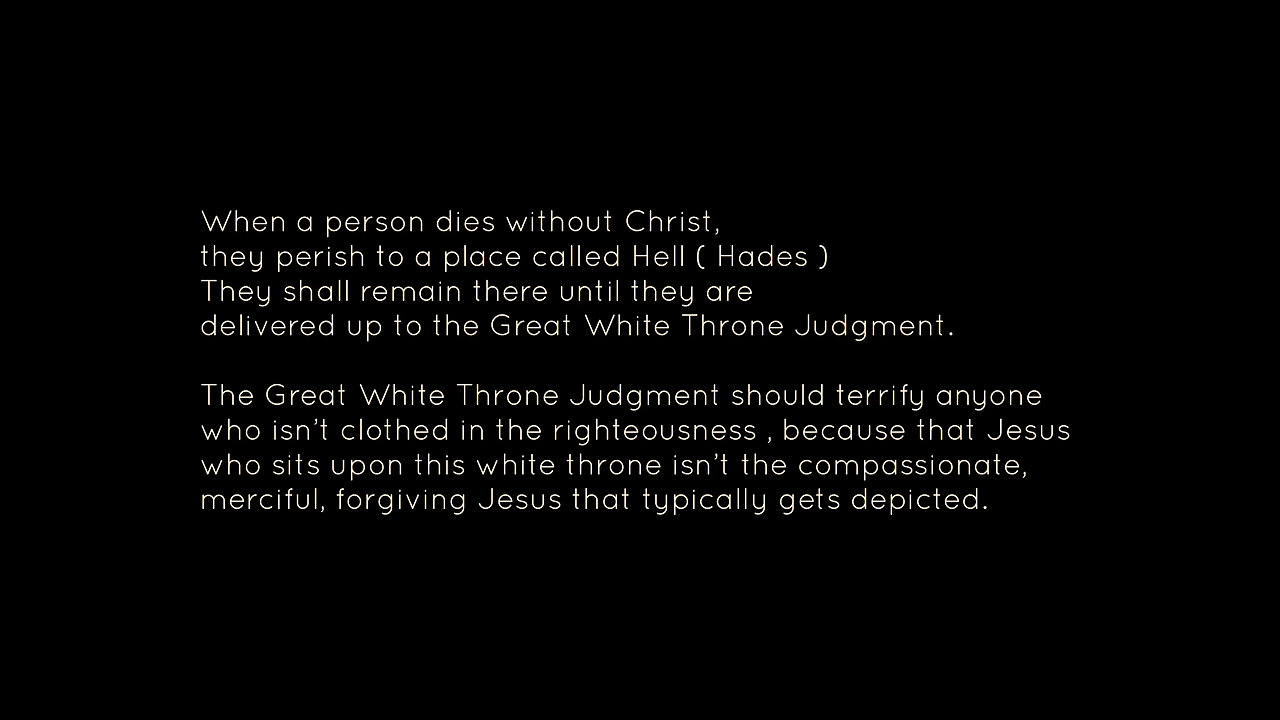 When a person dies without Christ,
they perish to a place called Hell ( Hades )
They shall remain there until they are
delivered up to the Great White Throne Judgment.
The Great White Throne Judgment should terrify anyone
who isn’t clothed in the righteousness , because that Jesus
who sits upon this white throne isn’t the compassionate,
merciful, forgiving Jesus that typically gets depicted.